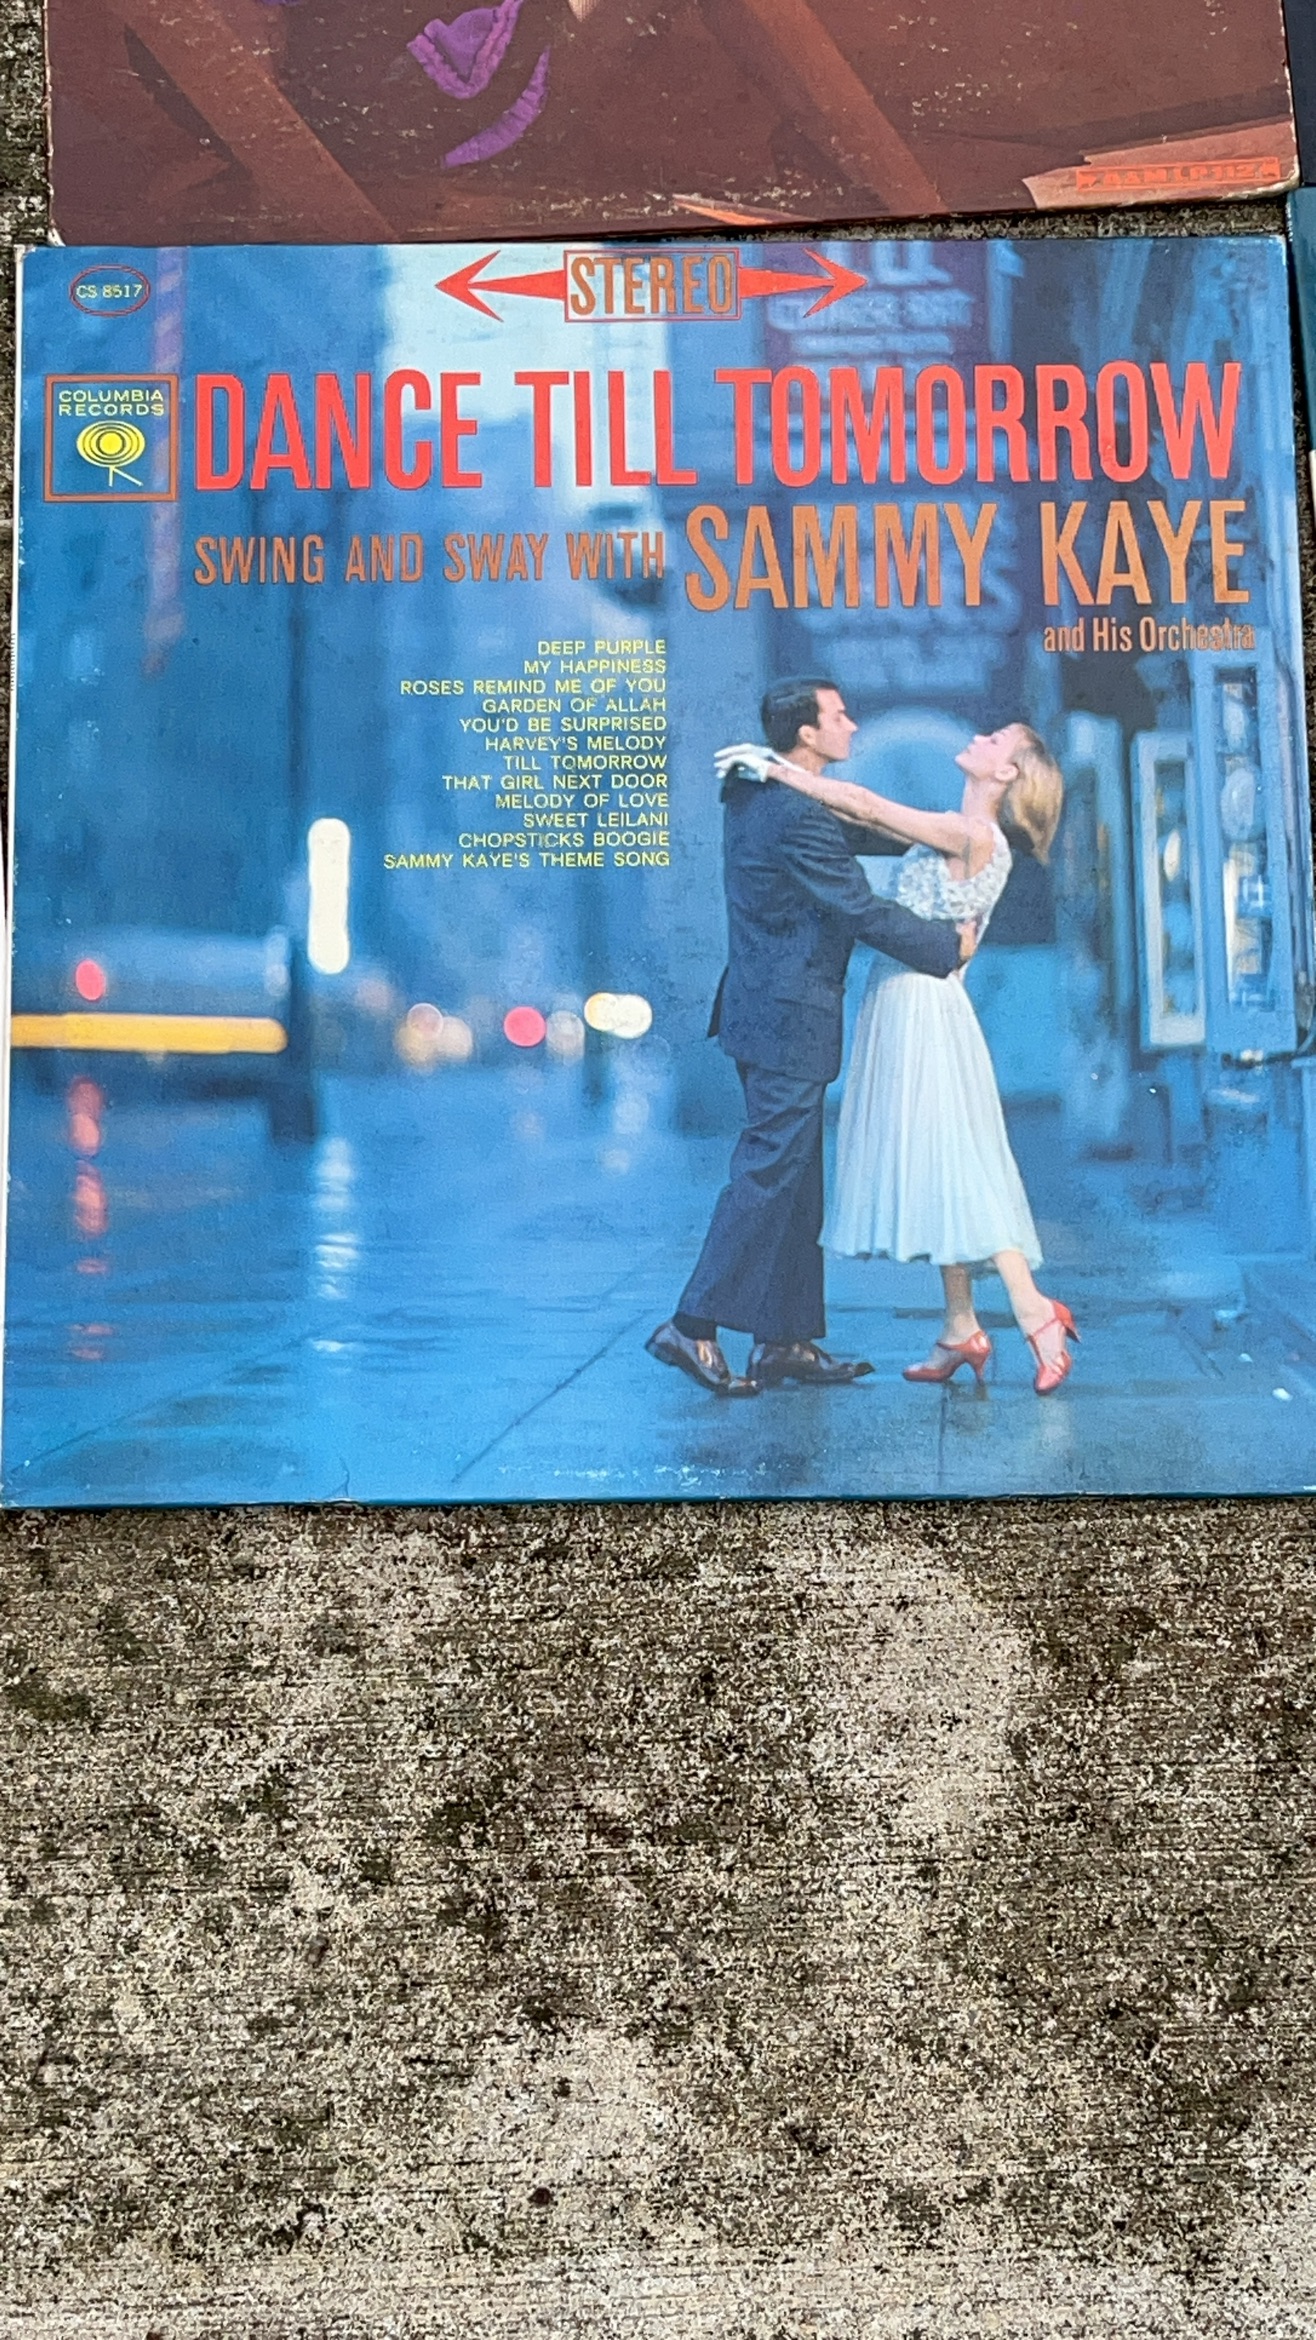 A&M LP 112
CS 8517
STEREO
COLUMBIA
RECORDS
DANCE TILL TOMORROW
SWING AND SWAY WITH SAMMY KAYE
and His Orchestra
DEEP PURPLE
MY HAPPINESS
ROSES REMIND ME OF YOU
GARDEN OF ALLAH
YOU'D BE SURPRISED
HARVEY'S MELODY
TILL TOMORROW
THAT GIRL NEXT DOOR
MELODY OF LOVE
SWEET LEILANI
CHOPSTICKS BOOGIE
SAMMY KAYE'S THEME SONG